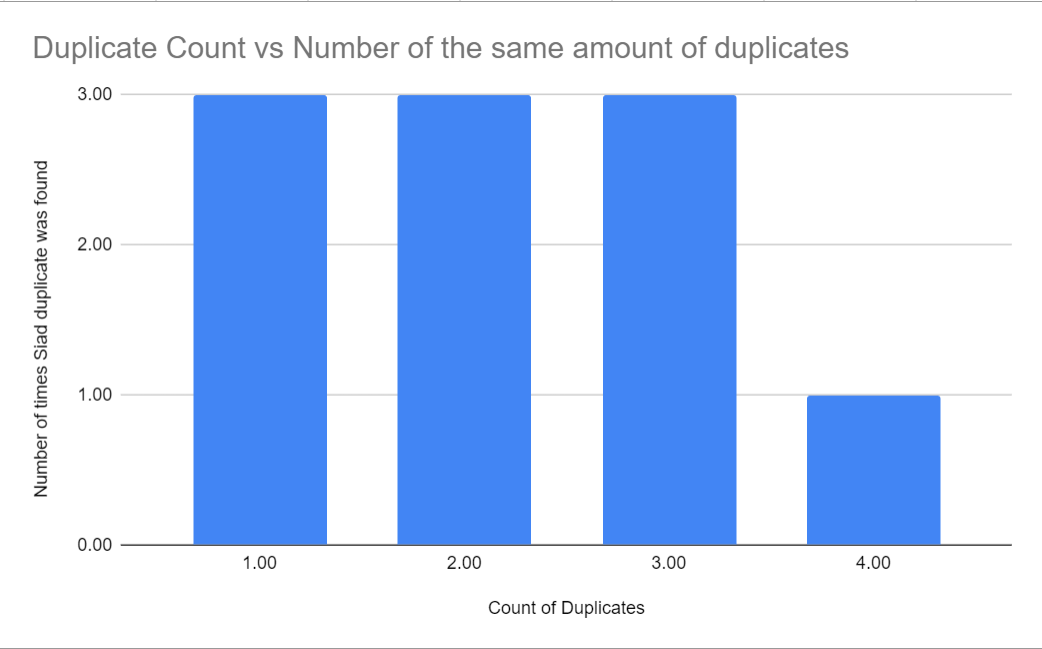 Duplicate Count vs Number of the same amount of duplicates
3.00
2.00
1.00
0.00
Number of times Siad duplicate was found
1.00 2.00 3.00 4.00
Count of Duplicates